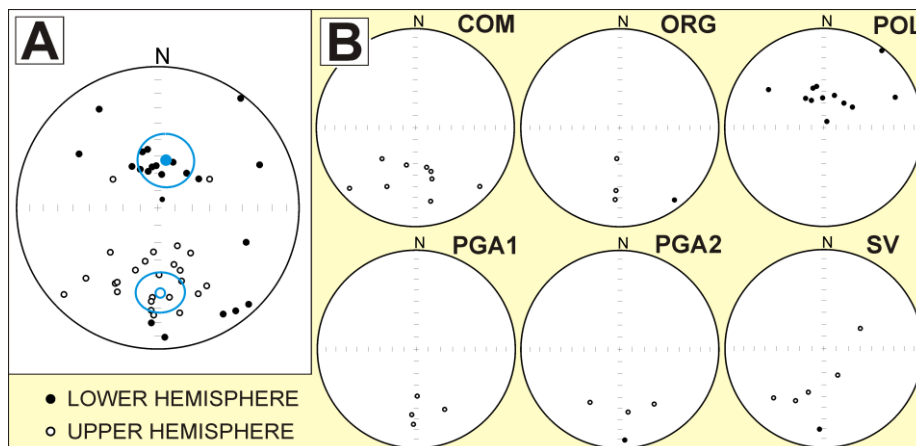 A
N
● LOWER HEMISPHERE
○ UPPER HEMISPHERE
B
N
COM
N
ORG
N
POL
N
PGA1
N
PGA2
N
SV